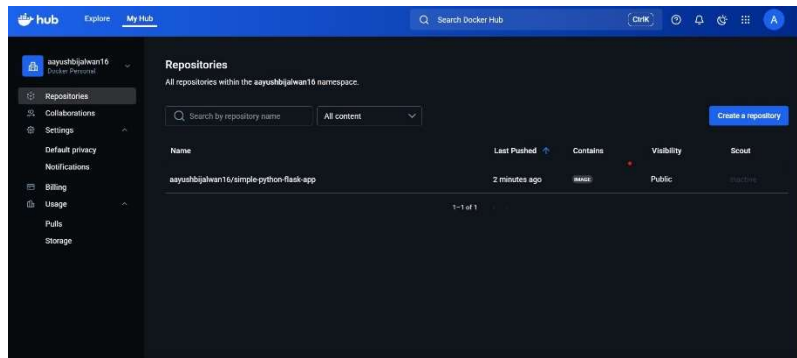 hub Explore My Hub Search Docker Hub CtrlK A
aayushbijalwan16
Docker Personal
Repositories
Collaborations
Settings
Default privacy
Notifications
Billing
Usage
Pulls
Storage
Repositories
All repositories within the aayushbijalwan16 namespace.
Search by repository name All content Create a repository
Name Last Pushed Contains Visibility Scout
aayushbijalwan16/simple-python-flask-app 2 minutes ago IMAGE Public Inactive
1–1 of 1